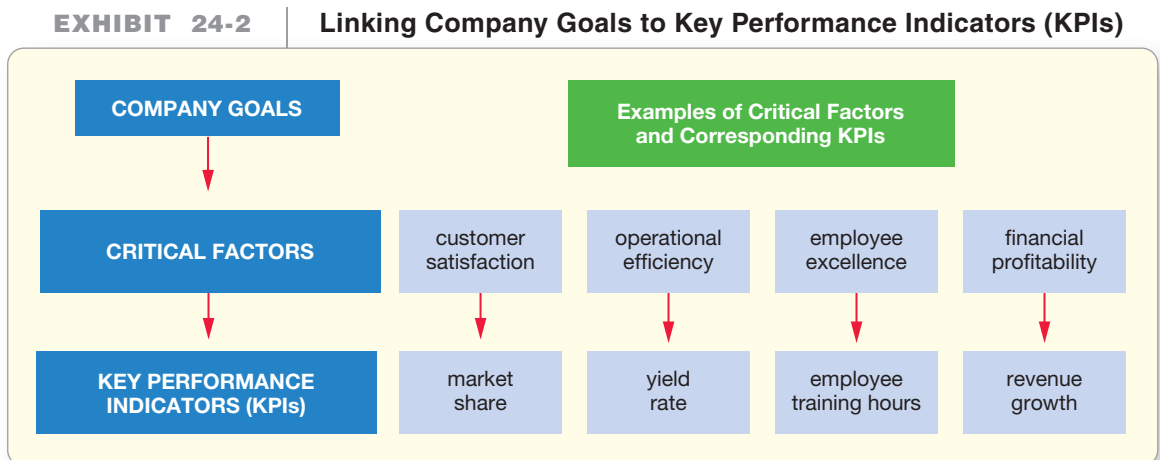 EXHIBIT 24-2
Linking Company Goals to Key Performance Indicators (KPIs)
COMPANY GOALS
Examples of Critical Factors
and Corresponding KPIs
CRITICAL FACTORS
customer
satisfaction
operational
efficiency
employee
excellence
financial
profitability
KEY PERFORMANCE
INDICATORS (KPIs)
market
share
yield
rate
employee
training hours
revenue
growth